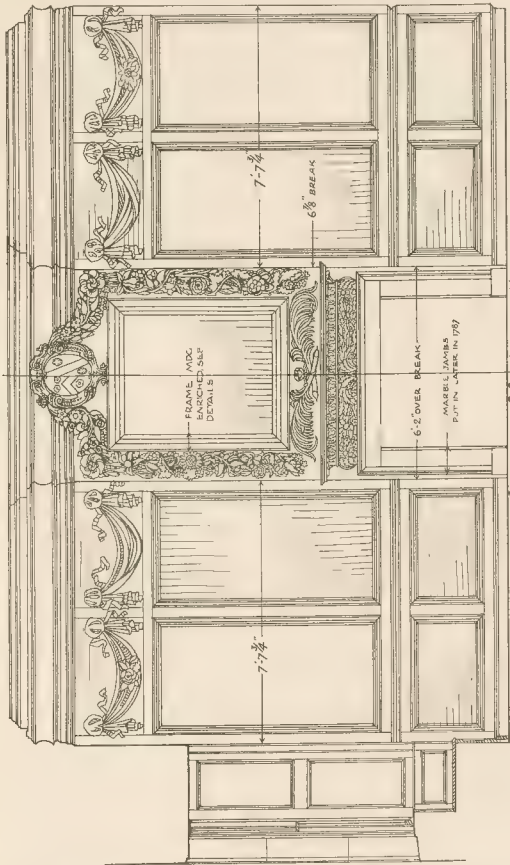 7'-7¾"
6⅜" BREAK
FRAME MDG
ENRICHED SEE
DETAILS
6'-2" OVER BREAK
MARBLE JAMBS
PUT IN LATER IN 1787
7'-7¾"